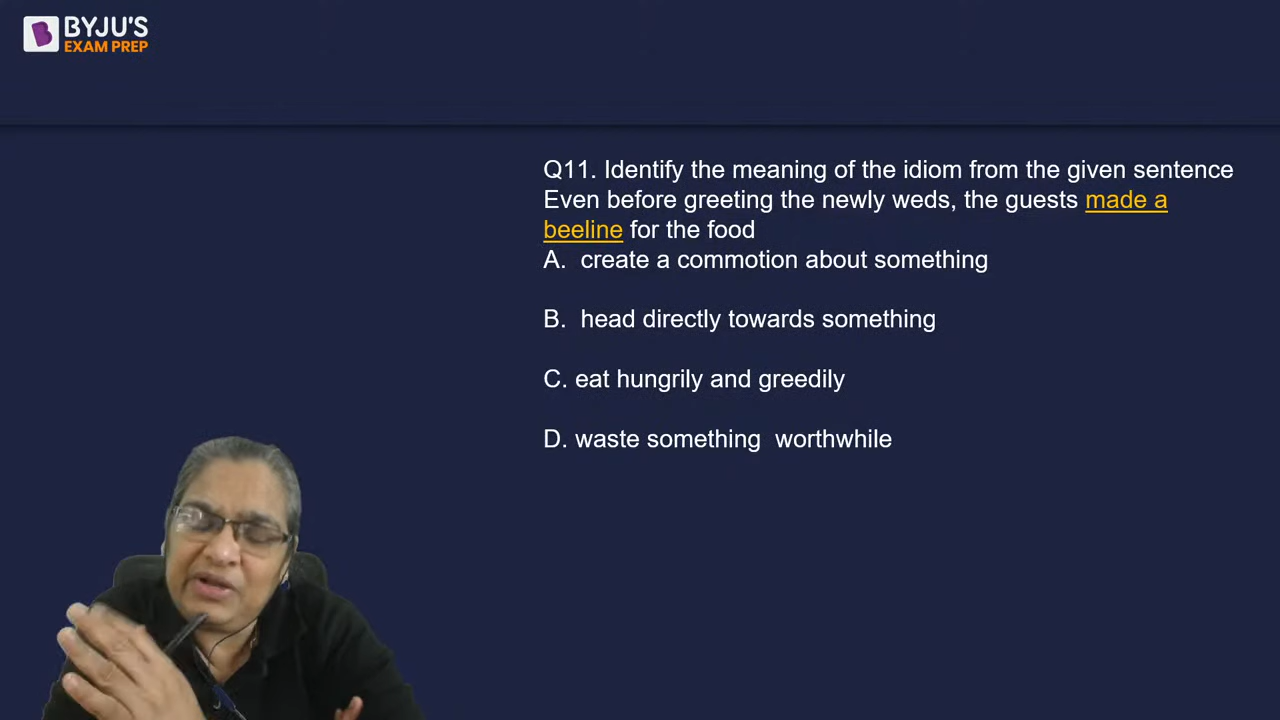 BYJU'S
EXAM PREP
Q11. Identify the meaning of the idiom from the given sentence
Even before greeting the newly weds, the guests made a
beeline for the food
A. create a commotion about something
B. head directly towards something
C. eat hungrily and greedily
D. waste something worthwhile